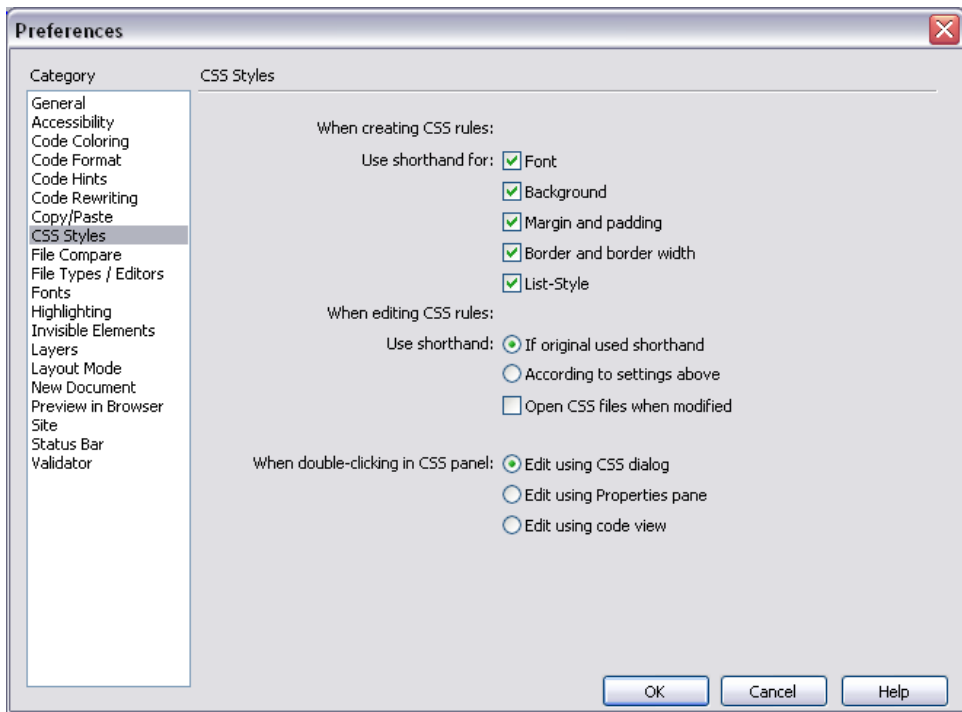 Preferences
Category
General
Accessibility
Code Coloring
Code Format
Code Hints
Code Rewriting
Copy/Paste
CSS Styles
File Compare
File Types / Editors
Fonts
Highlighting
Invisible Elements
Layers
Layout Mode
New Document
Preview in Browser
Site
Status Bar
Validator
CSS Styles
When creating CSS rules:
Use shorthand for: Font
Background
Margin and padding
Border and border width
List-Style
When editing CSS rules:
Use shorthand: If original used shorthand
According to settings above
Open CSS files when modified
When double-clicking in CSS panel: Edit using CSS dialog
Edit using Properties pane
Edit using code view
OK Cancel Help